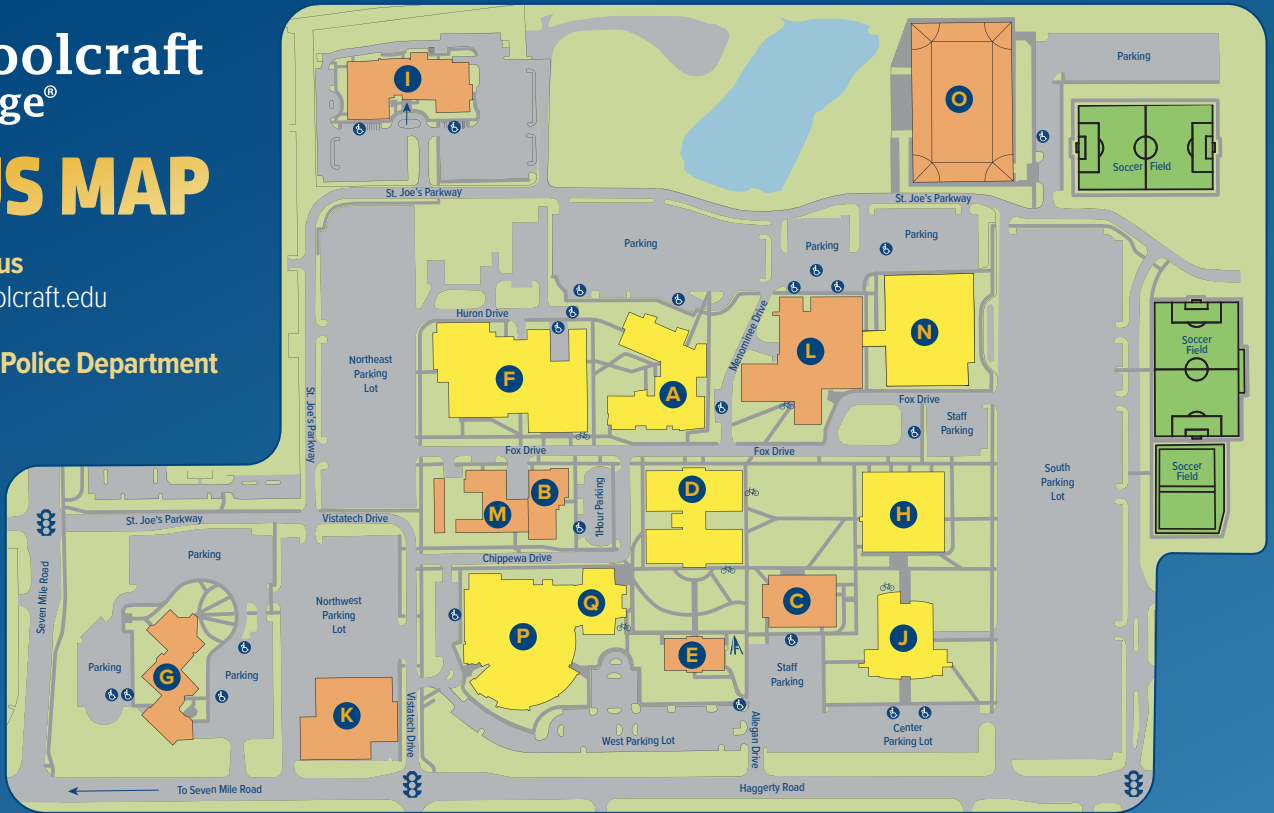 oolcraft
ge®
US MAP
us
olcraft.edu
Police Department
I
O
Parking
Soccer Field
St. Joe's Parkway
St. Joe's Parkway
Parking
Parking
Parking
Huron Drive
Menominee Drive
N
L
Northeast
Parking
Lot
F
A
Soccer
Field
Fox Drive
Staff
Parking
St. Joe's Parkway
Fox Drive
Fox Drive
South
Parking
Lot
Soccer
Field
B
M
1Hour Parking
D
H
St. Joe's Parkway
Vistatech Drive
Chippewa Drive
Parking
Seven Mile Road
Northwest
Parking
Lot
Q
P
C
E
J
Parking
G
Parking
Staff
Parking
K
Vistatech Drive
West Parking Lot
Allegan Drive
Center
Parking Lot
To Seven Mile Road
Haggerty Road